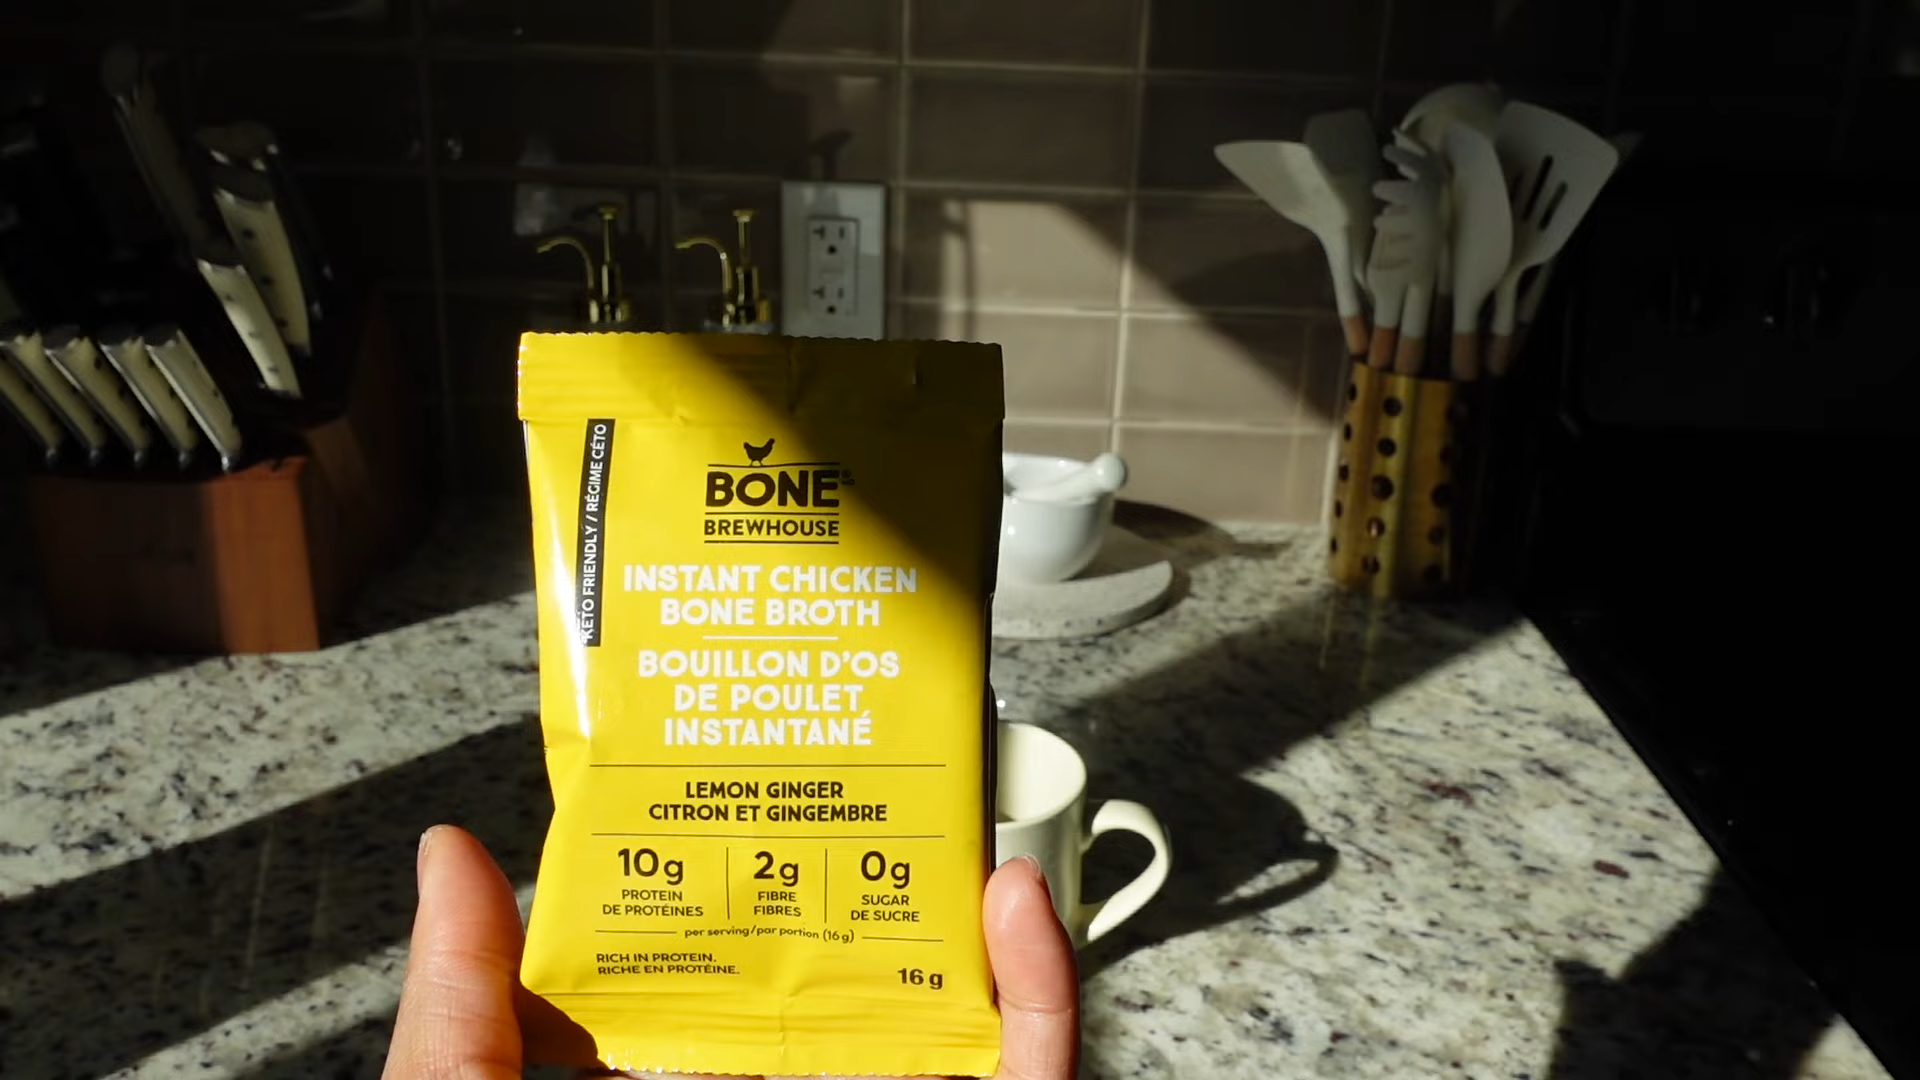 KETO FRIENDLY / RÉGIME CÉTO
BONE
BREWHOUSE
INSTANT CHICKEN
BONE BROTH
BOUILLON D'OS
DE POULET
INSTANTANÉ
LEMON GINGER
CITRON ET GINGEMBRE
10g
PROTEIN
DE PROTÉINES
2g
FIBRE
FIBRES
0g
SUGAR
DE SUCRE
per serving/par portion (16 g)
RICH IN PROTEIN.
RICHE EN PROTÉINE.
16 g